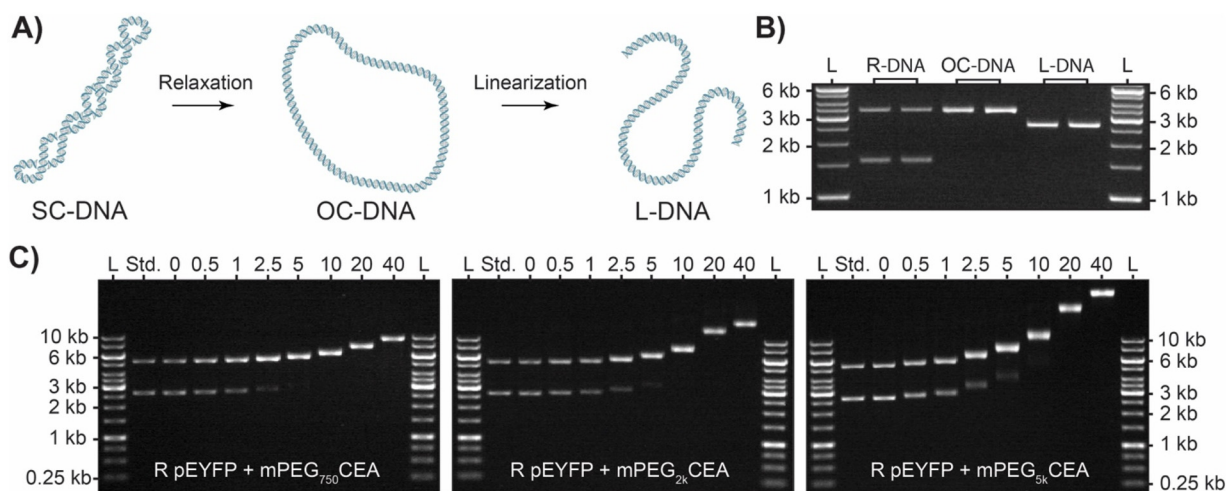 A)
Relaxation
Linearization
SC-DNA
OC-DNA
L-DNA
B)
L R-DNA OC-DNA L-DNA L
6 kb 6 kb
3 kb 3 kb
2 kb 2 kb
1 kb 1 kb
C)
L Std. 0 0.5 1 2.5 5 10 20 40 L
L Std. 0 0.5 1 2.5 5 10 20 40 L
L Std. 0 0.5 1 2.5 5 10 20 40 L
10 kb
6 kb
3 kb
2 kb
1 kb
0.25 kb
R pEYFP + mPEG750CEA
R pEYFP + mPEG2kCEA
R pEYFP + mPEG5kCEA
10 kb
6 kb
3 kb
2 kb
1 kb
0.25 kb